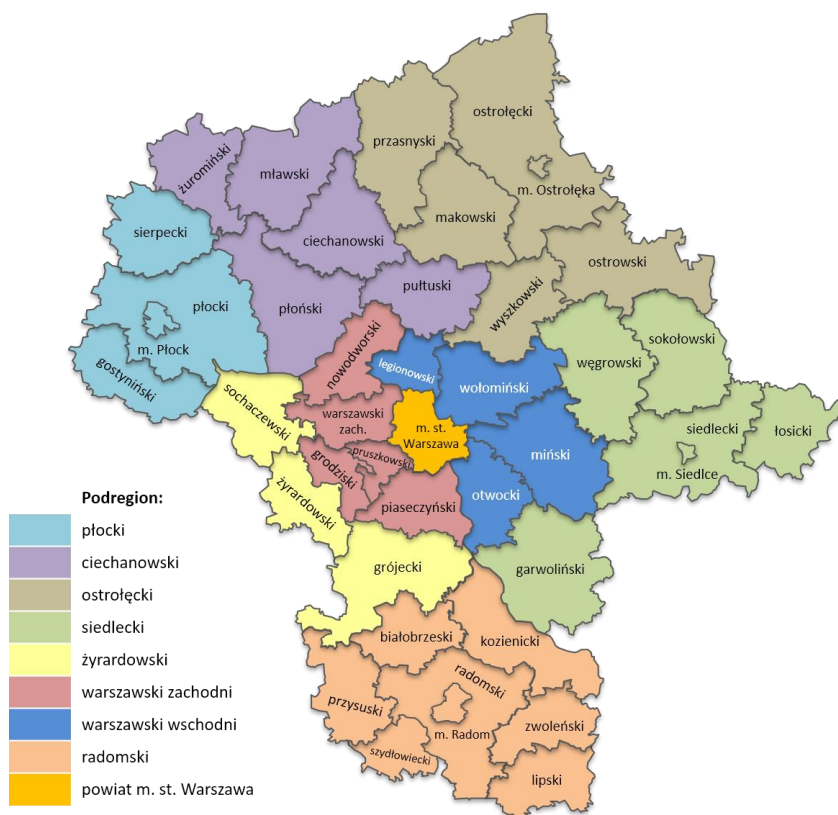 ostrołęcki
przasnyski
żuromiński
mławski
m. Ostrołęka
makowski
sierpecki
ciechanowski
ostrowski
pułtuski
płocki
płoński
wyszkowski
m. Płock
nowodworski
sokołowski
węgrowski
legionowski
gostyniński
wołomiński
sochaczewski
warszawski
zach.
m. st.
Warszawa
siedlecki
łosicki
pruszkowski
grodziski
miński
m. Siedlce
żyrardowski
otwocki
piaseczyński
grójecki
garwoliński
białobrzeski
kozienicki
radomski
przysuski
zwoleński
m. Radom
szydłowiecki
lipski
Podregion:
płocki
ciechanowski
ostrołęcki
siedlecki
żyrardowski
warszawski zachodni
warszawski wschodni
radomski
powiat m. st. Warszawa